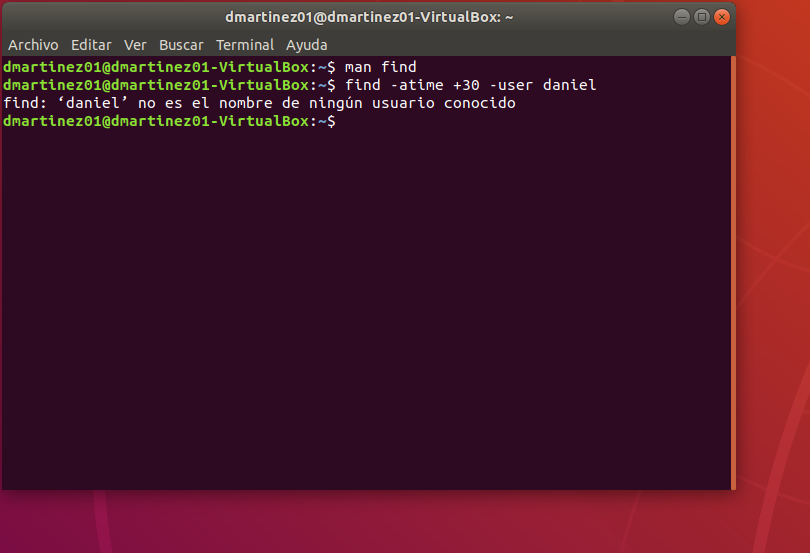 dmartinez01@dmartinez01-VirtualBox: ~
Archivo Editar Ver Buscar Terminal Ayuda
dmartinez01@dmartinez01-VirtualBox:~$ man find
dmartinez01@dmartinez01-VirtualBox:~$ find -atime +30 -user daniel
find: ‘daniel’ no es el nombre de ningún usuario conocido
dmartinez01@dmartinez01-VirtualBox:~$